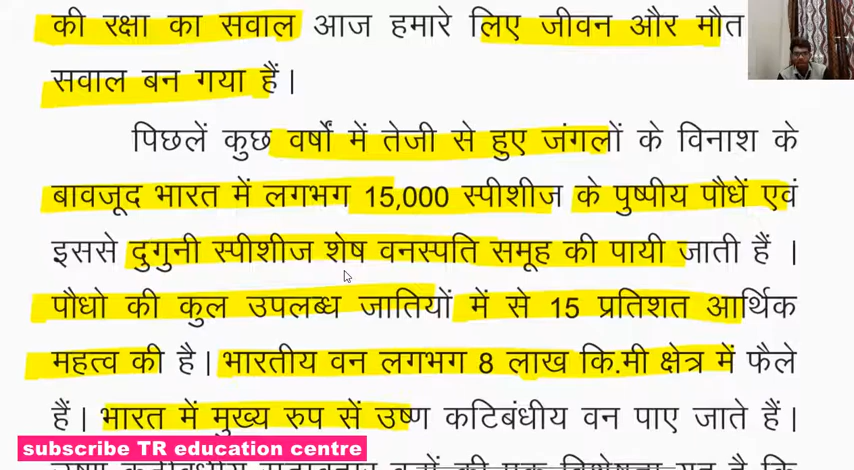 की रक्षा का सवाल आज हमारे लिए जीवन और मौत
सवाल बन गया हैं।
पिछलें कुछ वर्षों में तेजी से हुए जंगलों के विनाश के
बावजूद भारत में लगभग 15,000 स्पीशीज के पुष्पीय पौधें एवं
इससे दुगुनी स्पीशीज शेष वनस्पति समूह की पायी जाती हैं ।
पौधो की कुल उपलब्ध जातियों में से 15 प्रतिशत आर्थिक
महत्व की है। भारतीय वन लगभग 8 लाख कि.मी क्षेत्र में फैले
हैं। भारत में मुख्य रुप सें उष्ण कटिबंधीय वन पाए जाते हैं।
subscribe TR education centre